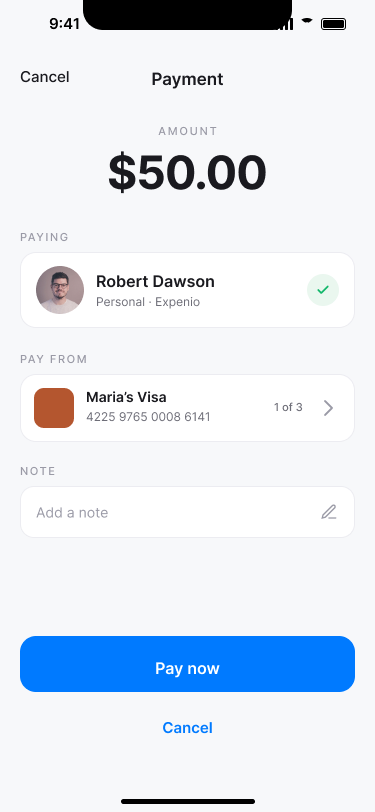 9:41
Cancel
Payment
AMOUNT
$50.00
PAYING
Robert Dawson
Personal · Expenio
PAY FROM
Maria’s Visa
4225 9765 0008 6141
1 of 3
NOTE
Add a note
Pay now
Cancel